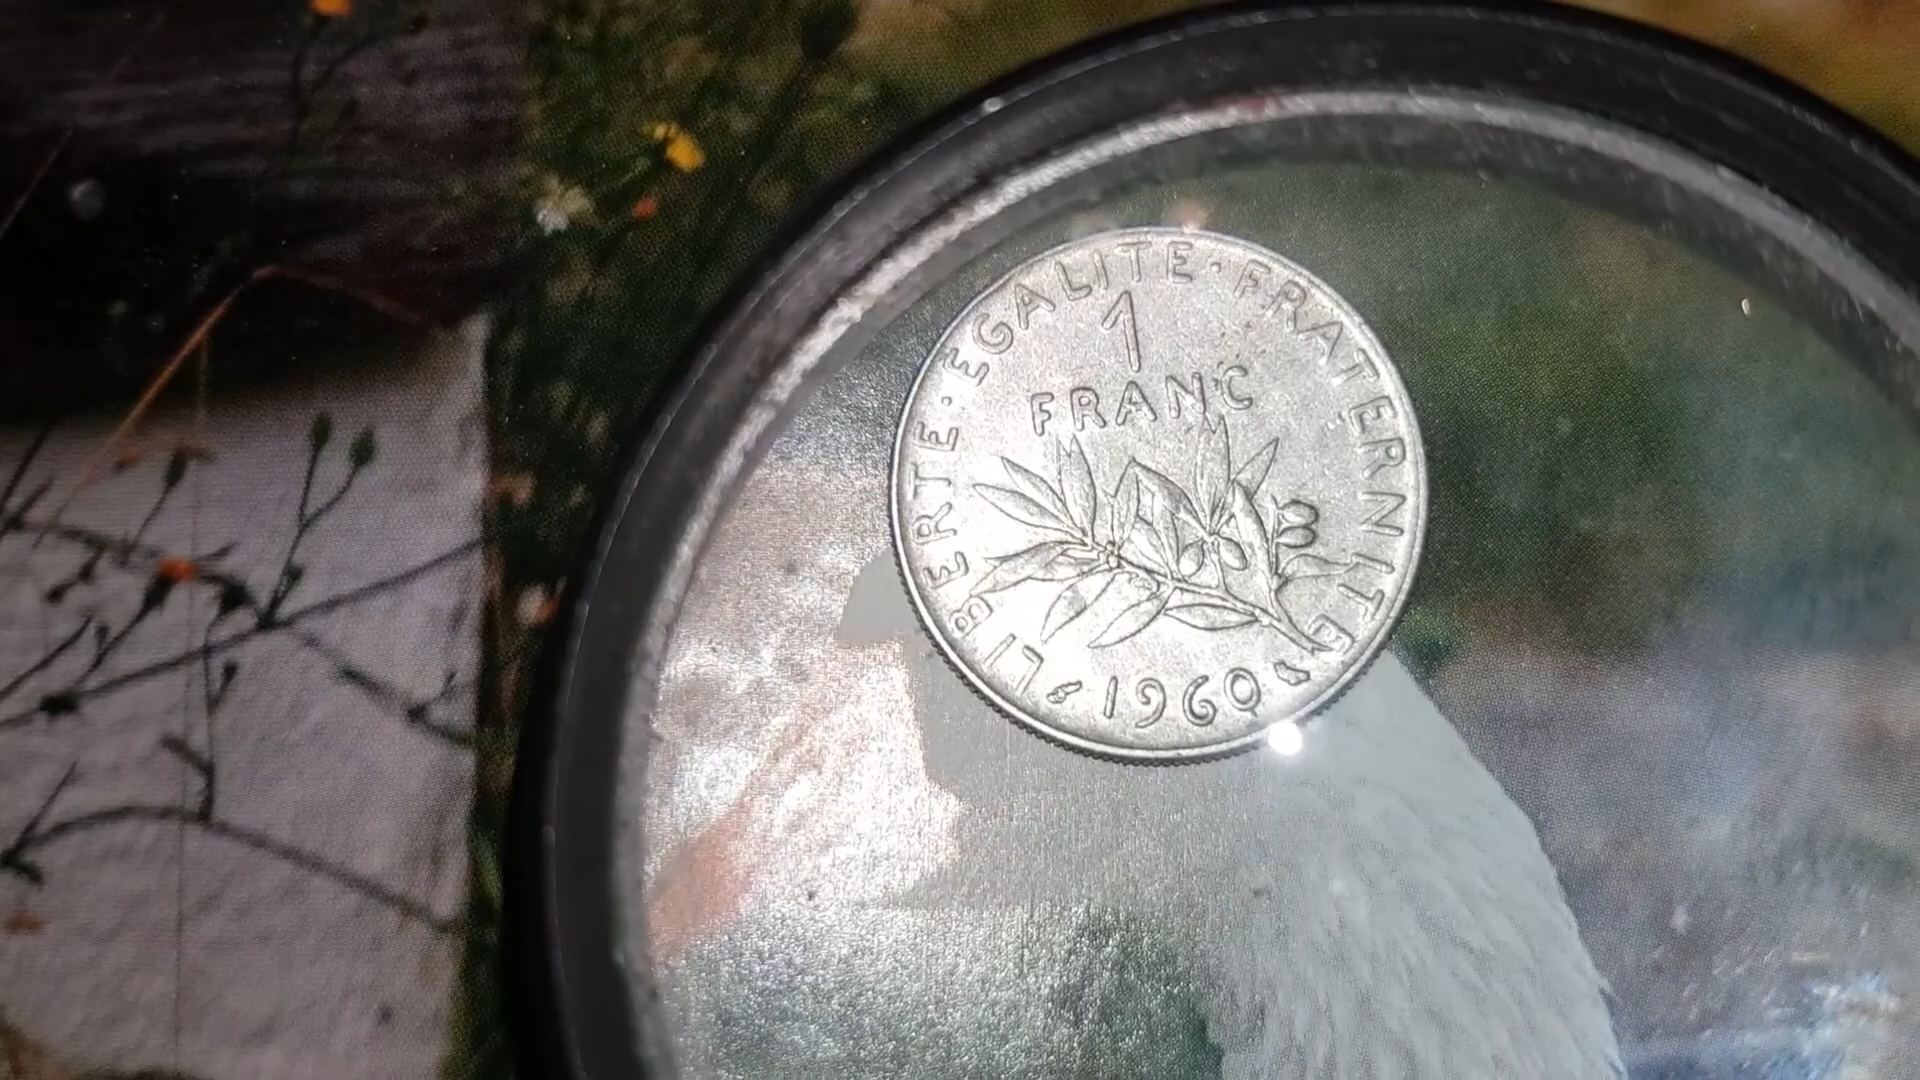 LIBERTE · EGALITE · FRATERNITE
1
FRANC
1960